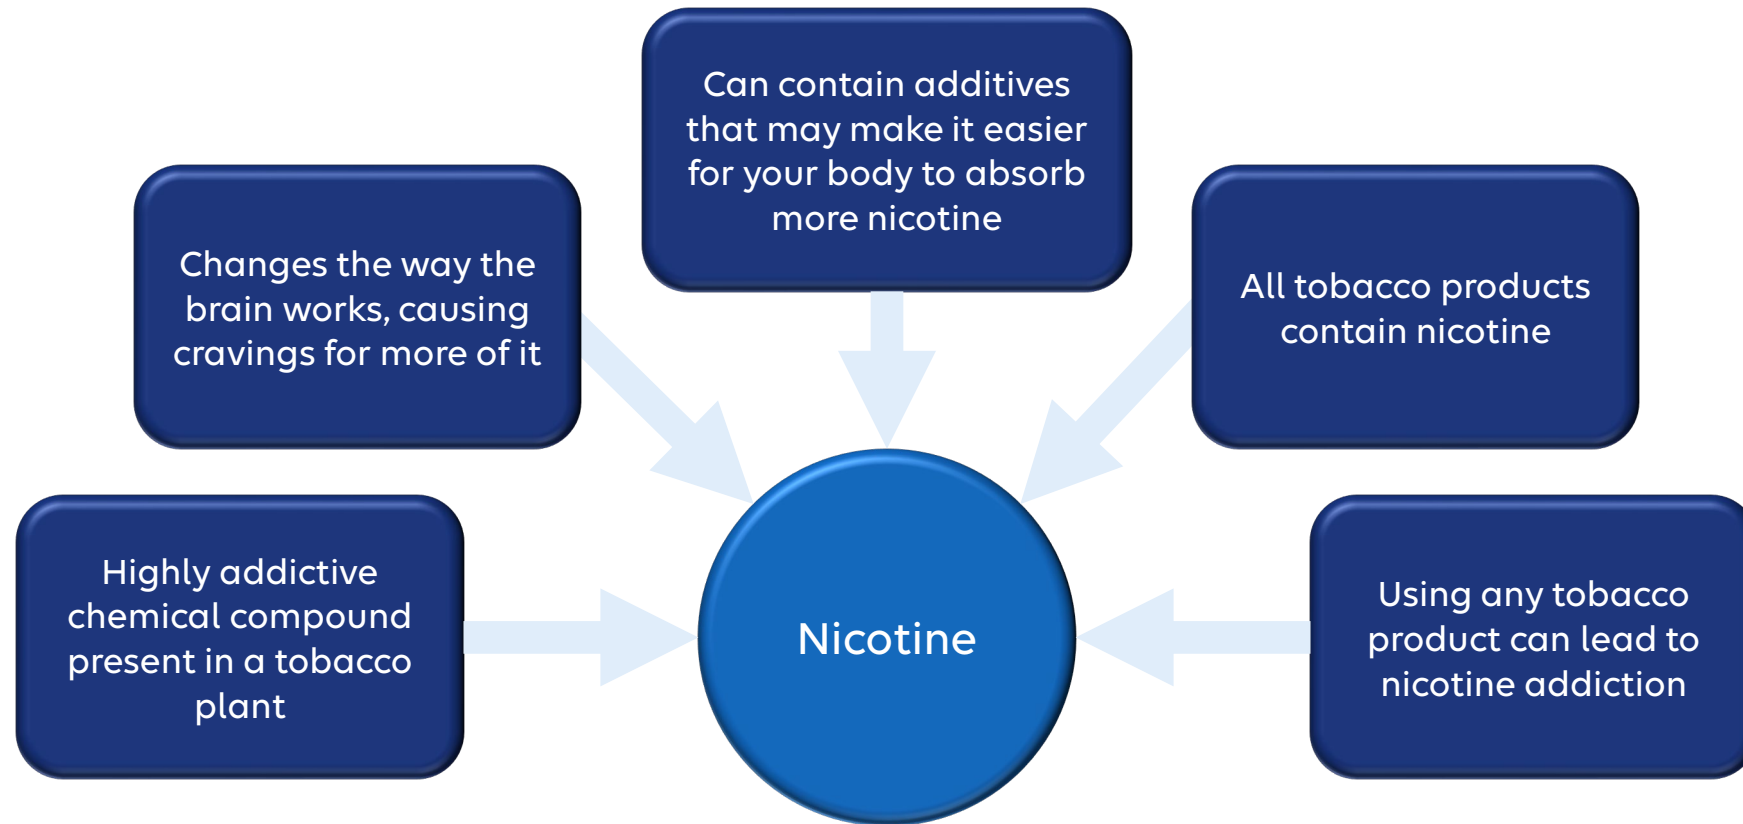 Can contain additives
that may make it easier
for your body to absorb
more nicotine
Changes the way the
brain works, causing
cravings for more of it
All tobacco products
contain nicotine
Highly addictive
chemical compound
present in a tobacco
plant
Nicotine
Using any tobacco
product can lead to
nicotine addiction